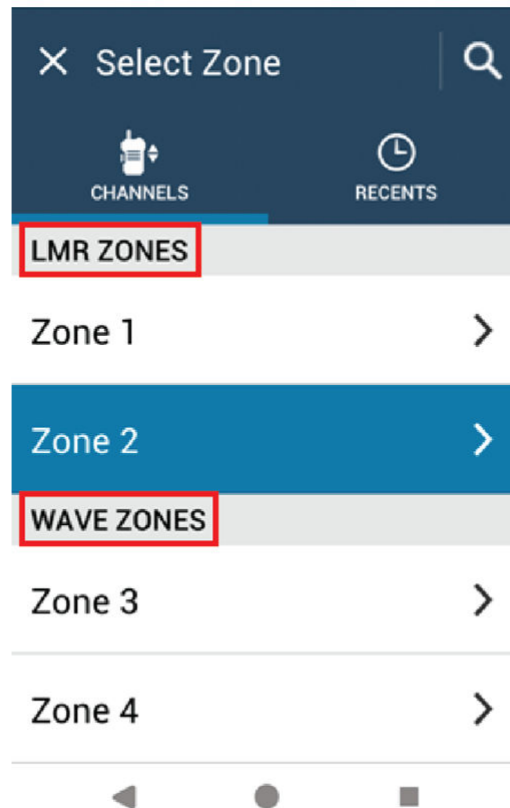 Select Zone
CHANNELS
RECENTS
LMR ZONES
Zone 1
Zone 2
WAVE ZONES
Zone 3
Zone 4